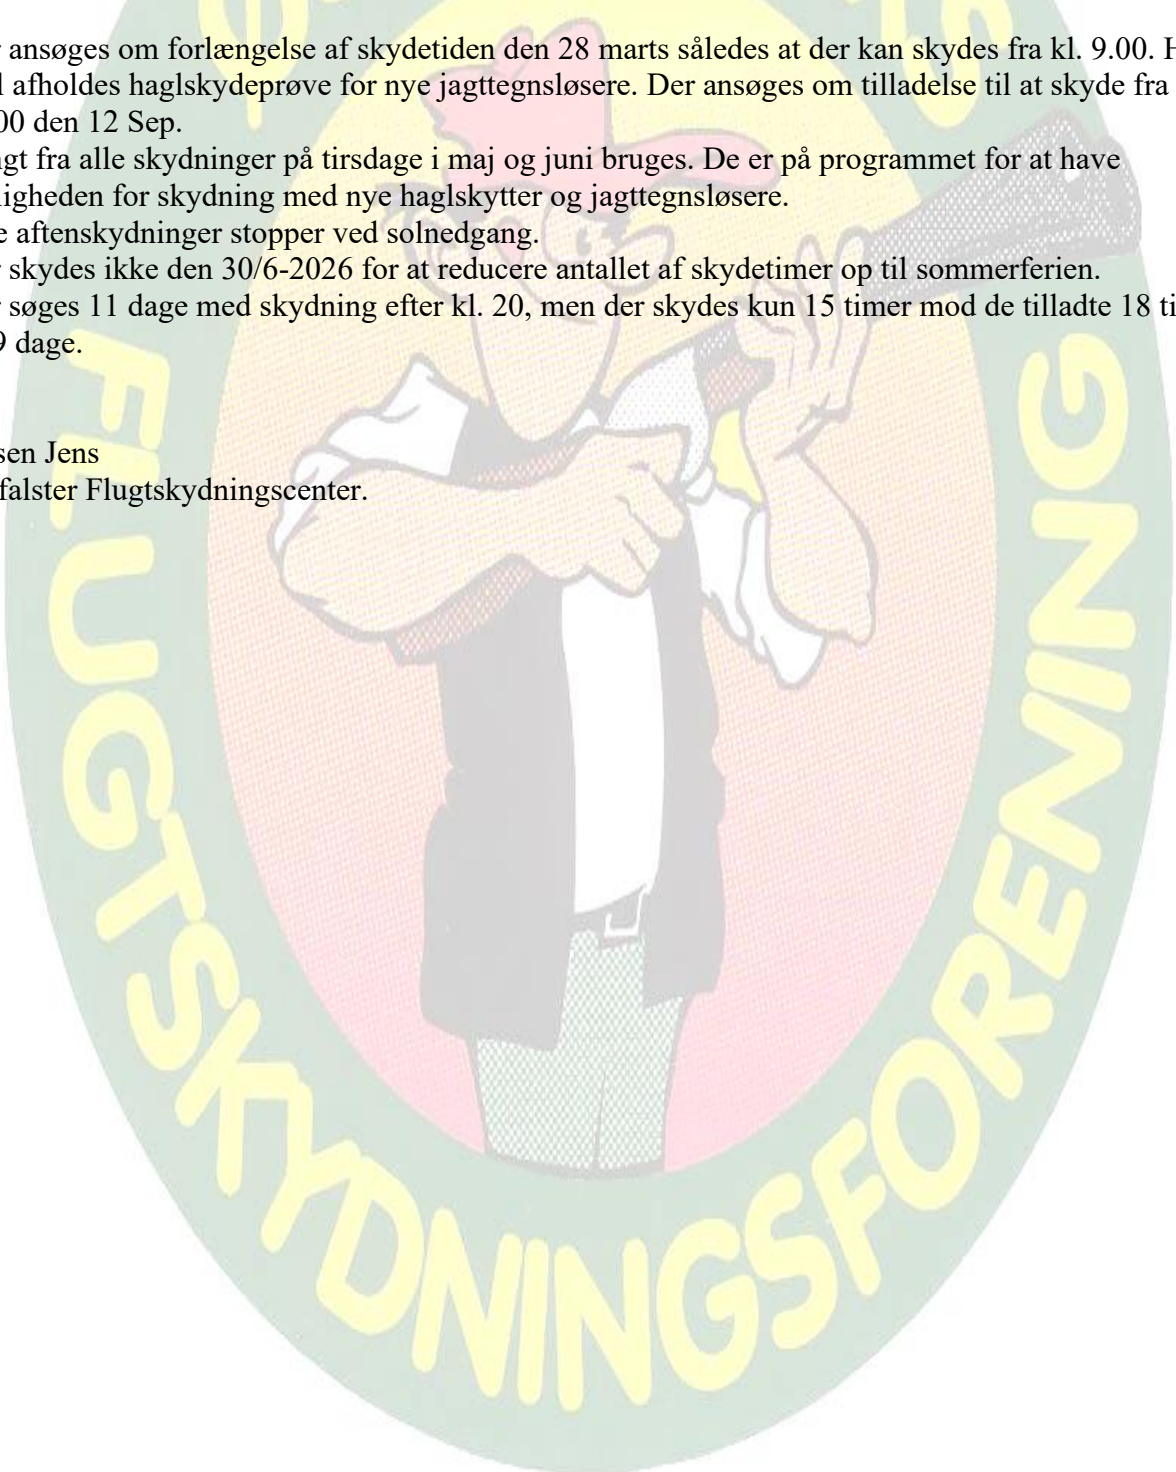 ansøges om forlængelse af skydetiden den 28 marts således at der kan skydes fra kl. 9.00.
afholdes haglskydeprøve for nye jagttegnsløsere. Der ansøges om tilladelse til at skyde fra
00 den 12 Sep.
gt fra alle skydninger på tirsdage i maj og juni bruges. De er på programmet for at have
ligheden for skydning med nye haglskytter og jagttegnsløsere.
e aftenskydninger stopper ved solnedgang.
skydes ikke den 30/6-2026 for at reducere antallet af skydetimer op til sommerferien.
søges 11 dage med skydning efter kl. 20, men der skydes kun 15 timer mod de tilladte 18 ti
9 dage.
sen Jens
falster Flugtskydningscenter.
FLUGTSKYDNINGSFORENING